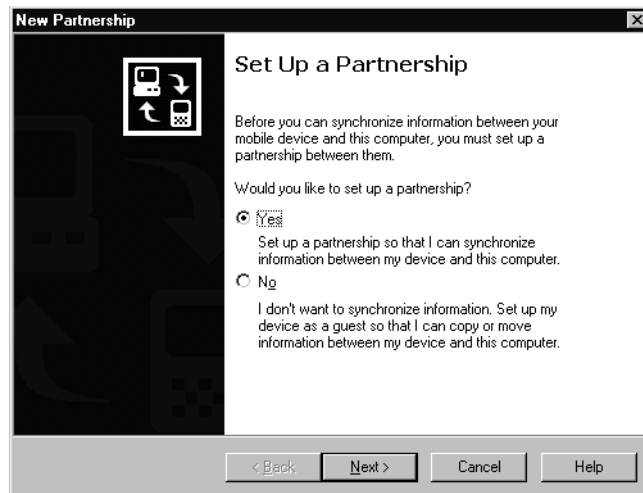 New Partnership
Set Up a Partnership
Before you can synchronize information between your
mobile device and this computer, you must set up a
partnership between them.
Would you like to set up a partnership?
Yes
Set up a partnership so that I can synchronize
information between my device and this computer.
No
I don't want to synchronize information. Set up my
device as a guest so that I can copy or move
information between my device and this computer.
< Back
Next >
Cancel
Help